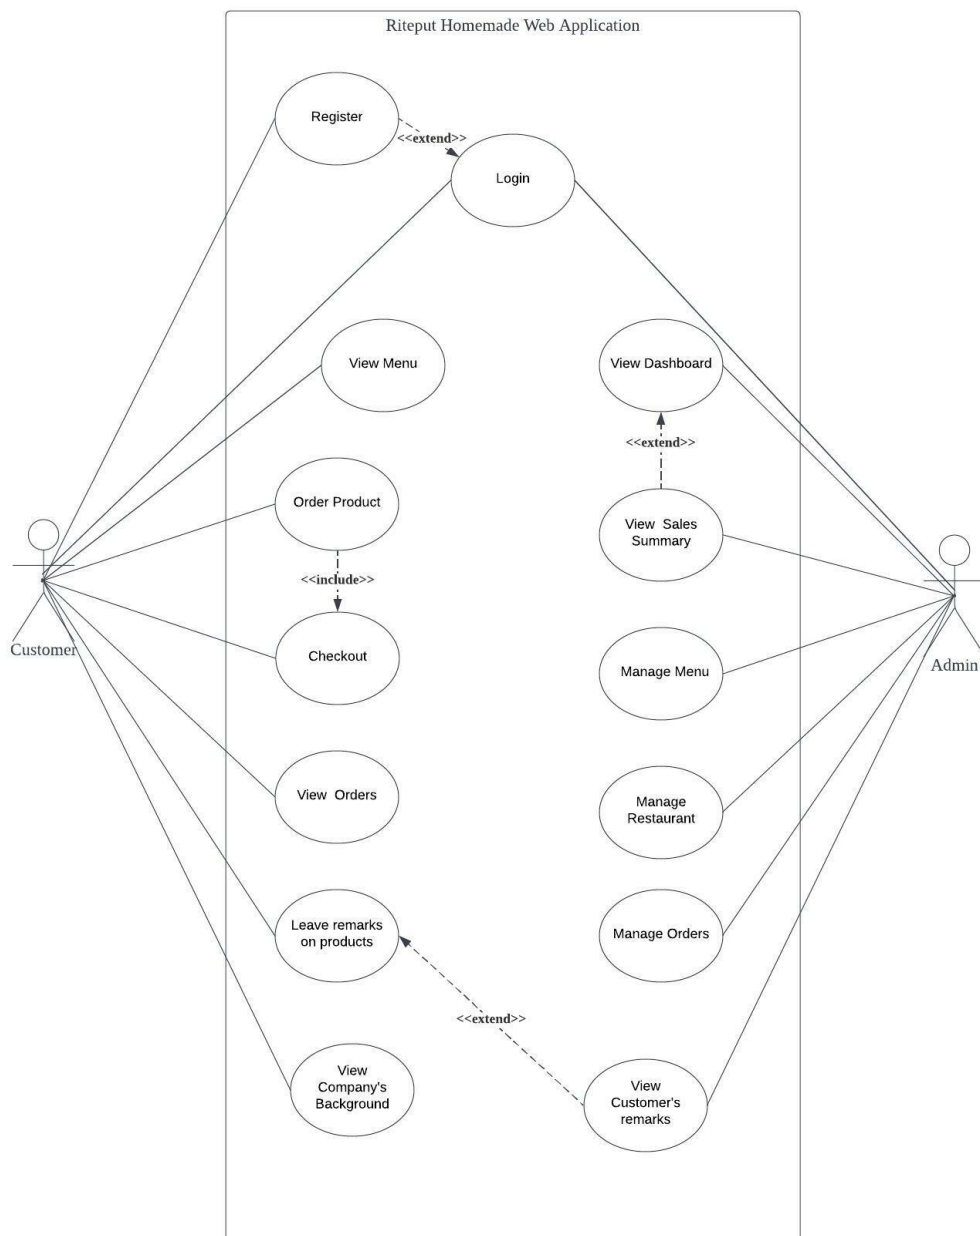 Riteput Homemade Web Application
Register
<<extend>>
Login
View Menu
View Dashboard
<<extend>>
Order Product
View  Sales
Summary
<<include>>
Customer
Checkout
Manage Menu
Admin
View  Orders
Manage
Restaurant
Leave remarks
on products
Manage Orders
<<extend>>
View
Company's
Background
View
Customer's
remarks